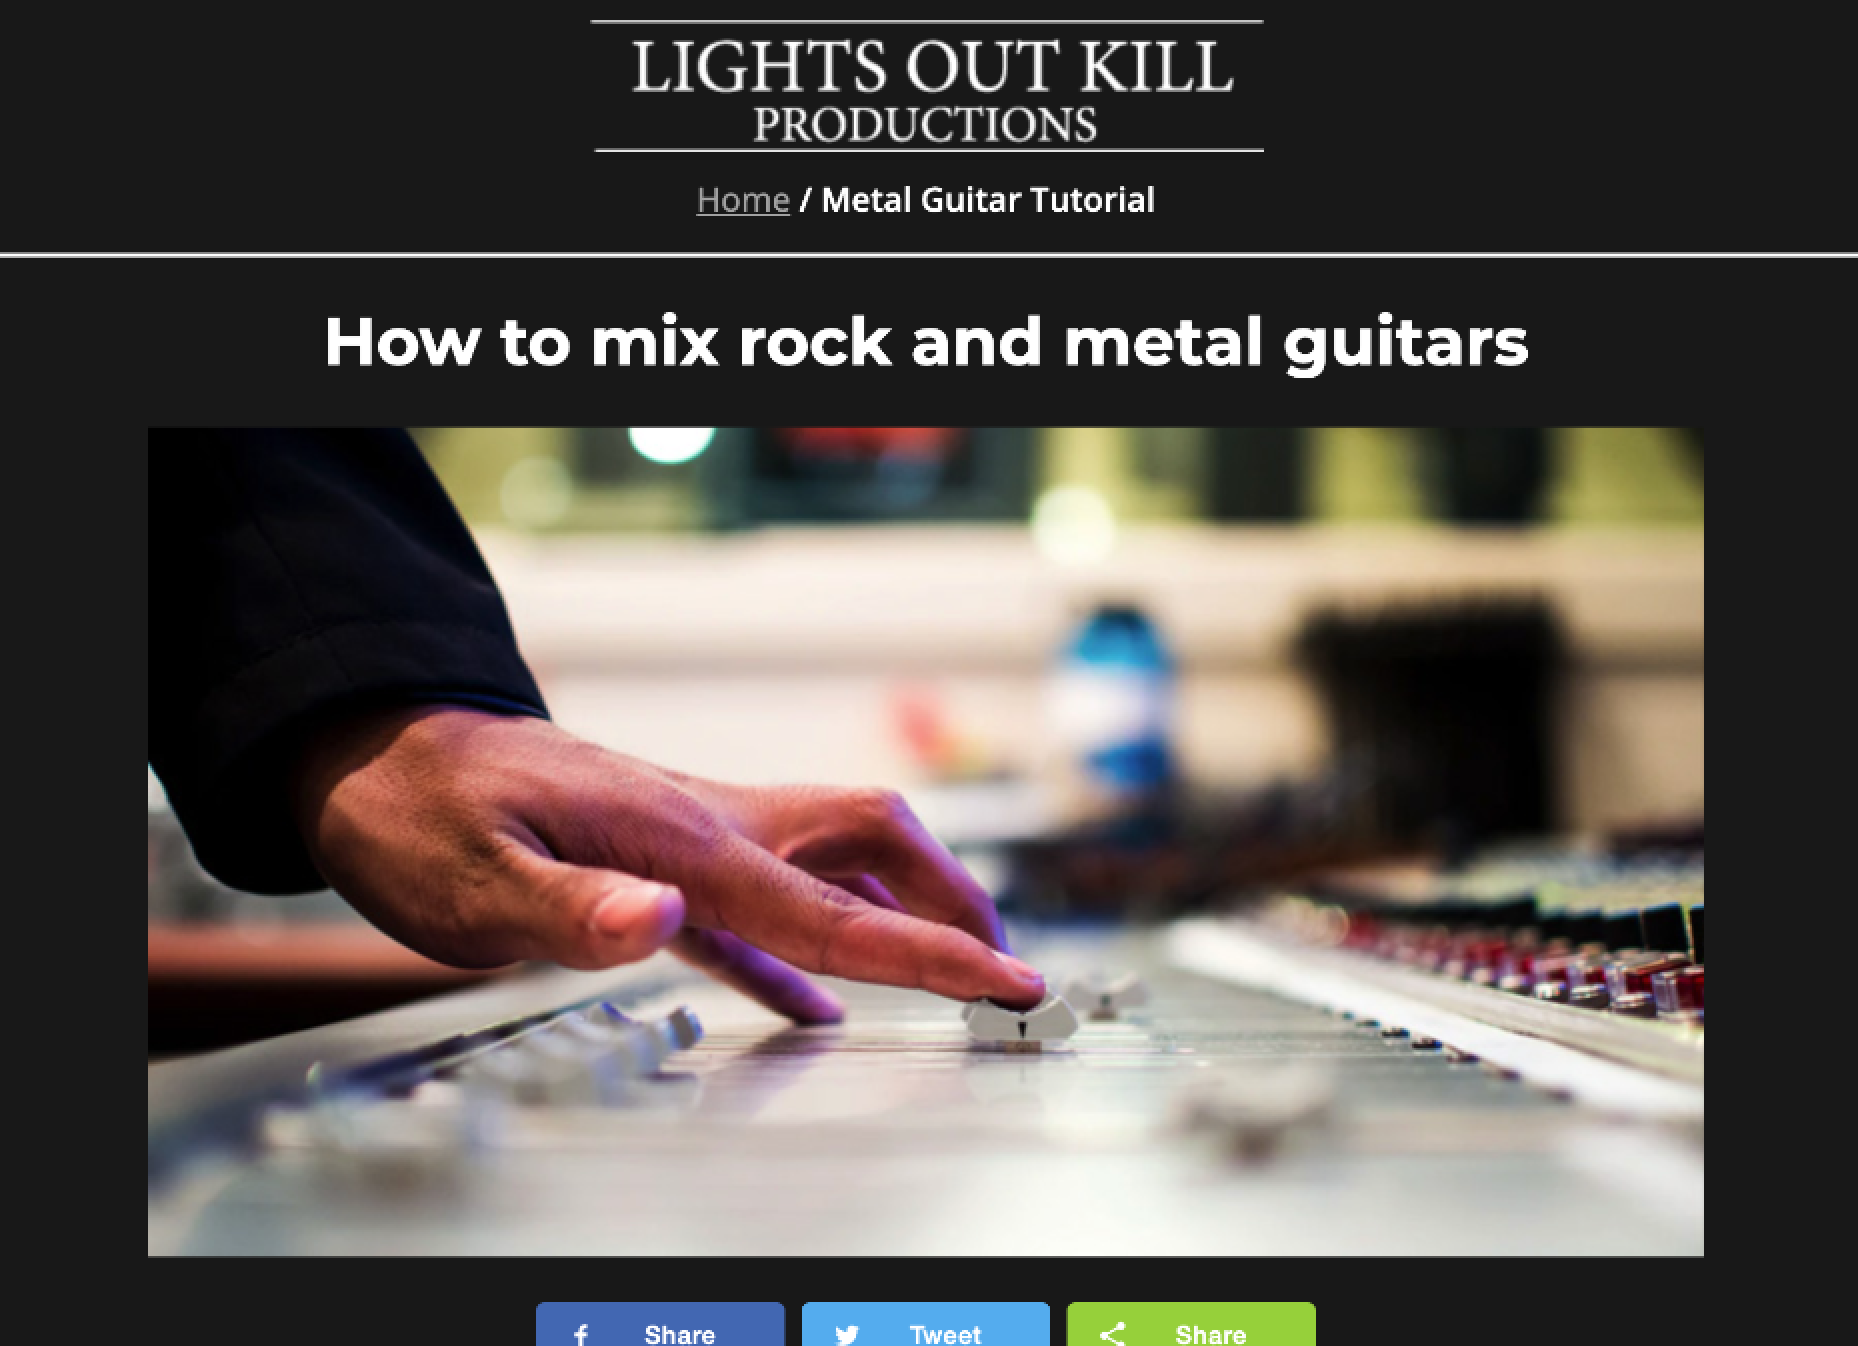 LIGHTS OUT KILL
PRODUCTIONS
Home / Metal Guitar Tutorial
How to mix rock and metal guitars
Share
Tweet
Share